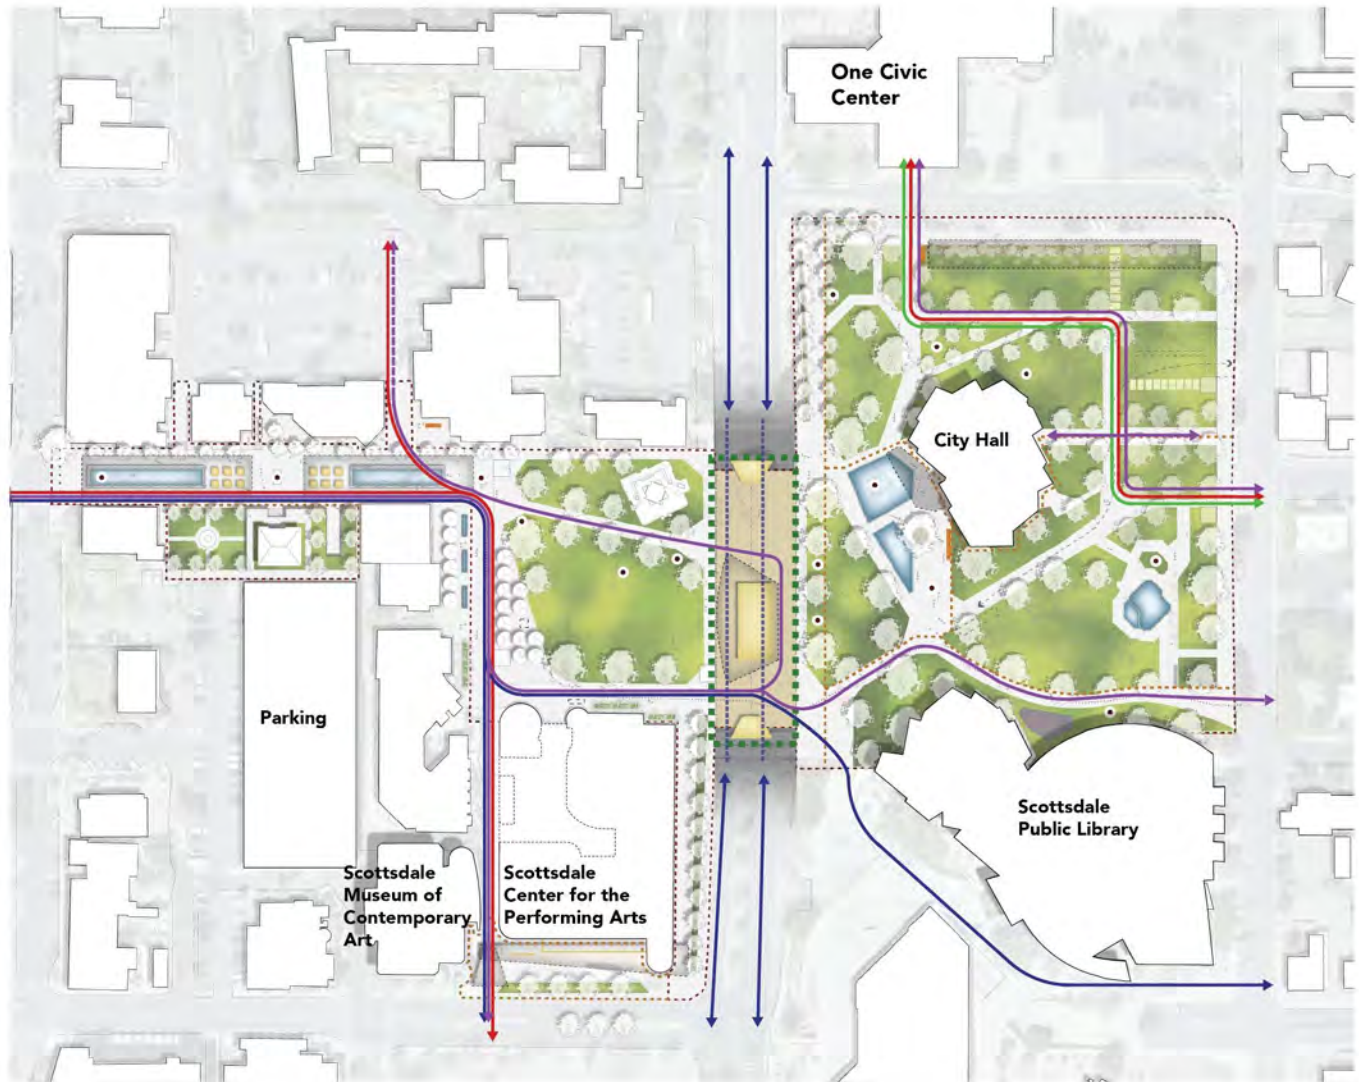 One Civic
Center
City Hall
Parking
Scottsdale
Public Library
Scottsdale
Museum of
Contemporary
Art
Scottsdale
Center for the
Performing Arts